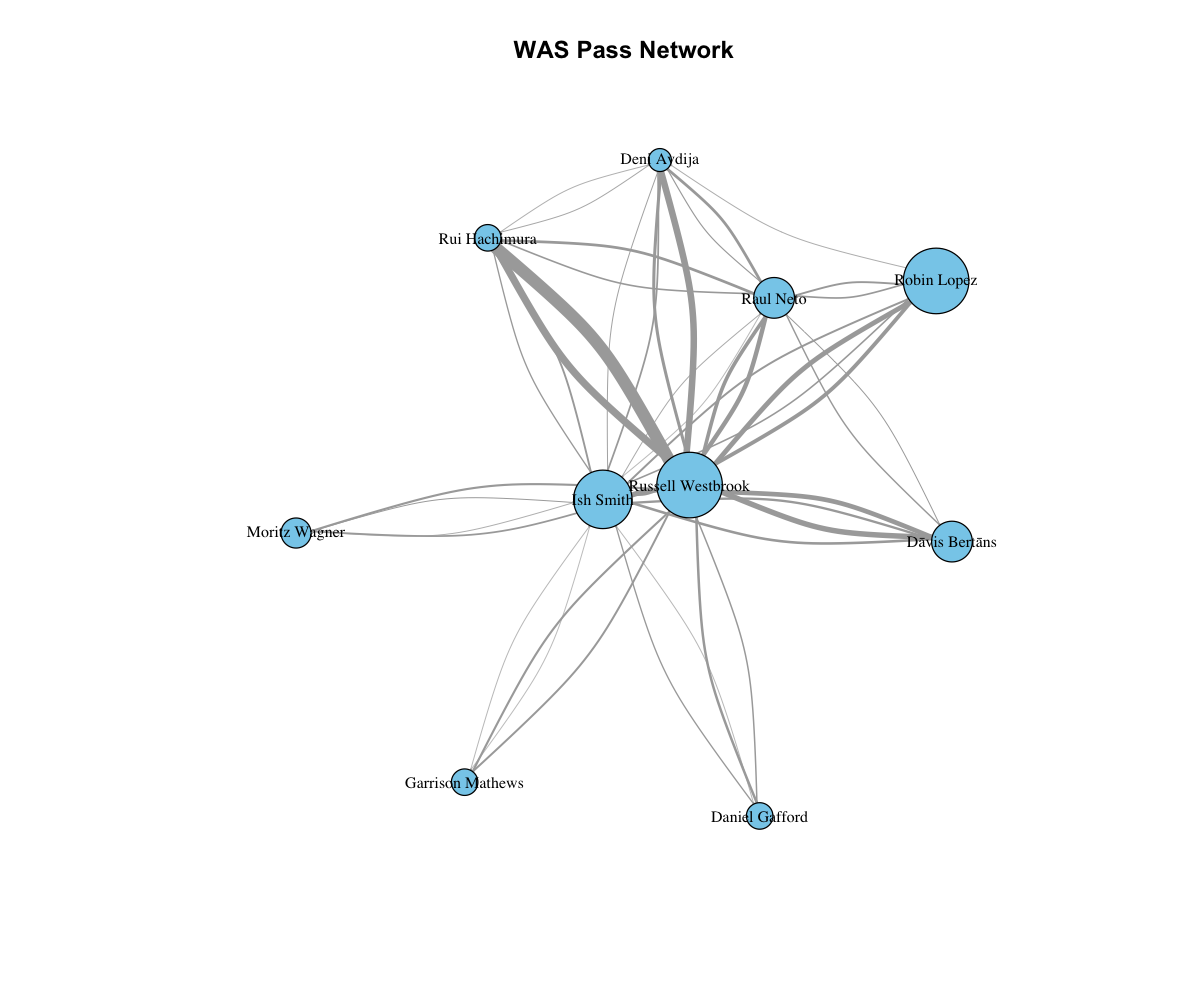 WAS Pass Network
Deni Avdija
Rui Hachimura
Robin Lopez
Raul Neto
Russell Westbrook
Ish Smith
Moritz Wagner
Dāvis Bertāns
Garrison Mathews
Daniel Gafford